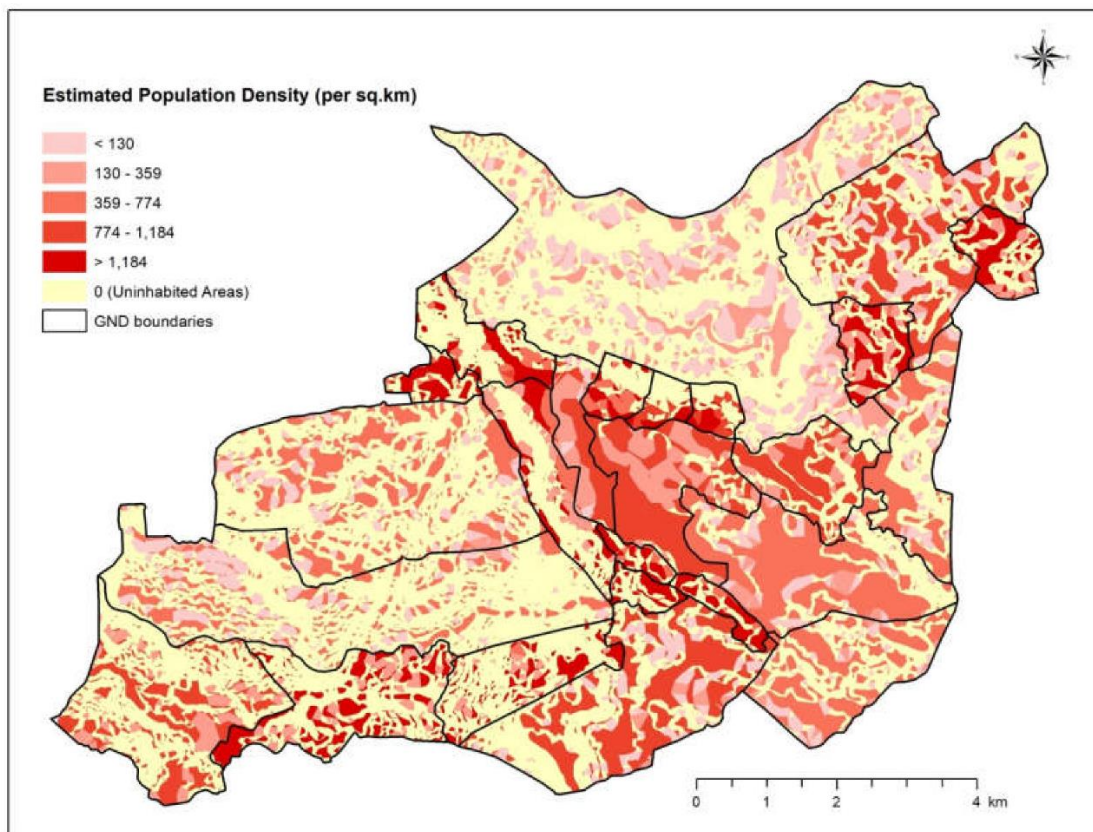 Estimated Population Density (per sq.km)
< 130
130 - 359
359 - 774
774 - 1,184
> 1,184
0 (Uninhabited Areas)
GND boundaries
0 1 2 4 km